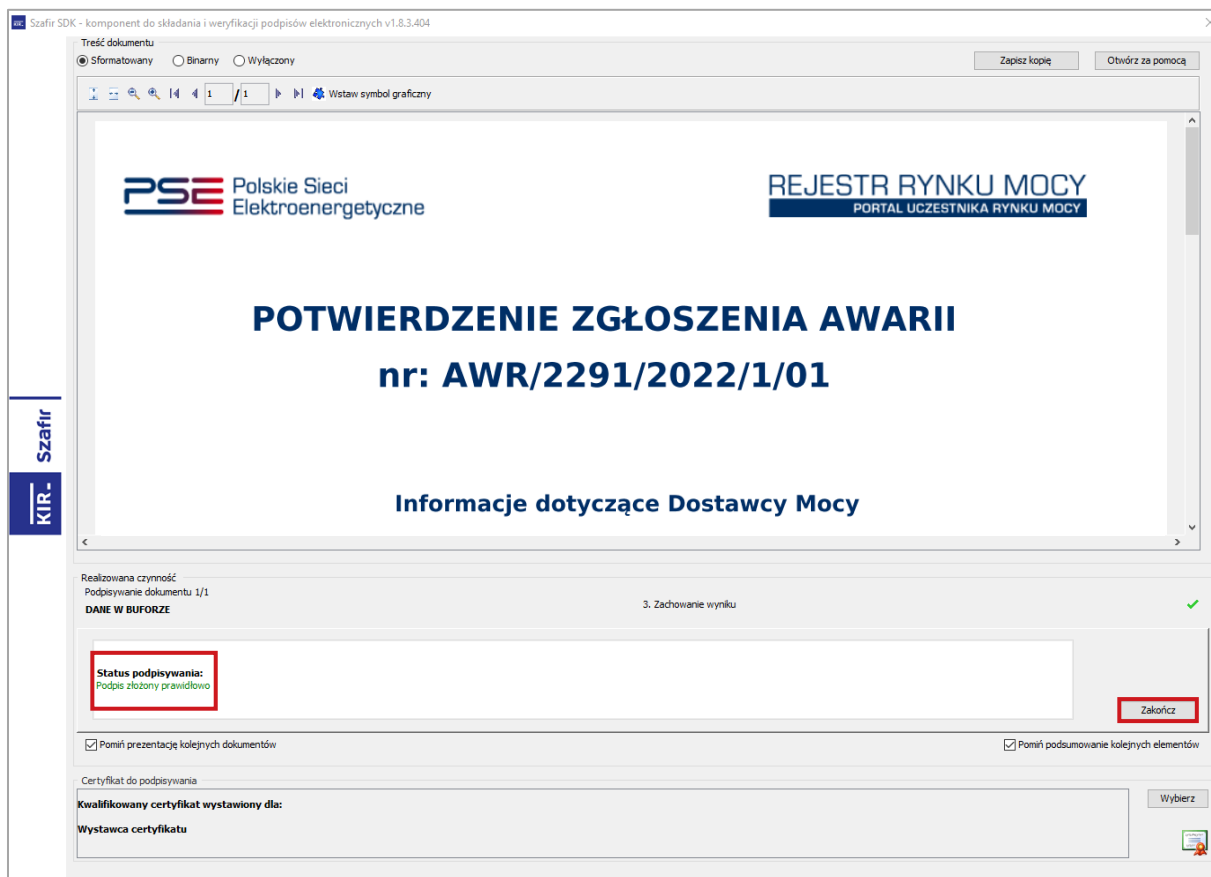 KIR Szafir SDK - komponent do składania i weryfikacji podpisów elektronicznych v1.8.3.404
Treść dokumentu
Sformatowany Binarny Wyłączony Zapisz kopię Otwórz za pomocą
1 / 1 Wstaw symbol graficzny
PSE Polskie Sieci
Elektroenergetyczne
REJESTR RYNKU MOCY
PORTAL UCZESTNIKA RYNKU MOCY
POTWIERDZENIE ZGŁOSZENIA AWARII
nr: AWR/2291/2022/1/01
Informacje dotyczące Dostawcy Mocy
KIR Szafir
Realizowana czynność
Podpisywanie dokumentu 1/1
DANE W BUFORZE
3. Zachowanie wyniku
Status podpisywania:
Podpis złożony prawidłowo
Zakończ
Pomiń prezentację kolejnych dokumentów Pomiń podsumowanie kolejnych elementów
Certyfikat do podpisywania
Kwalifikowany certyfikat wystawiony dla:
Wybierz
Wystawca certyfikatu